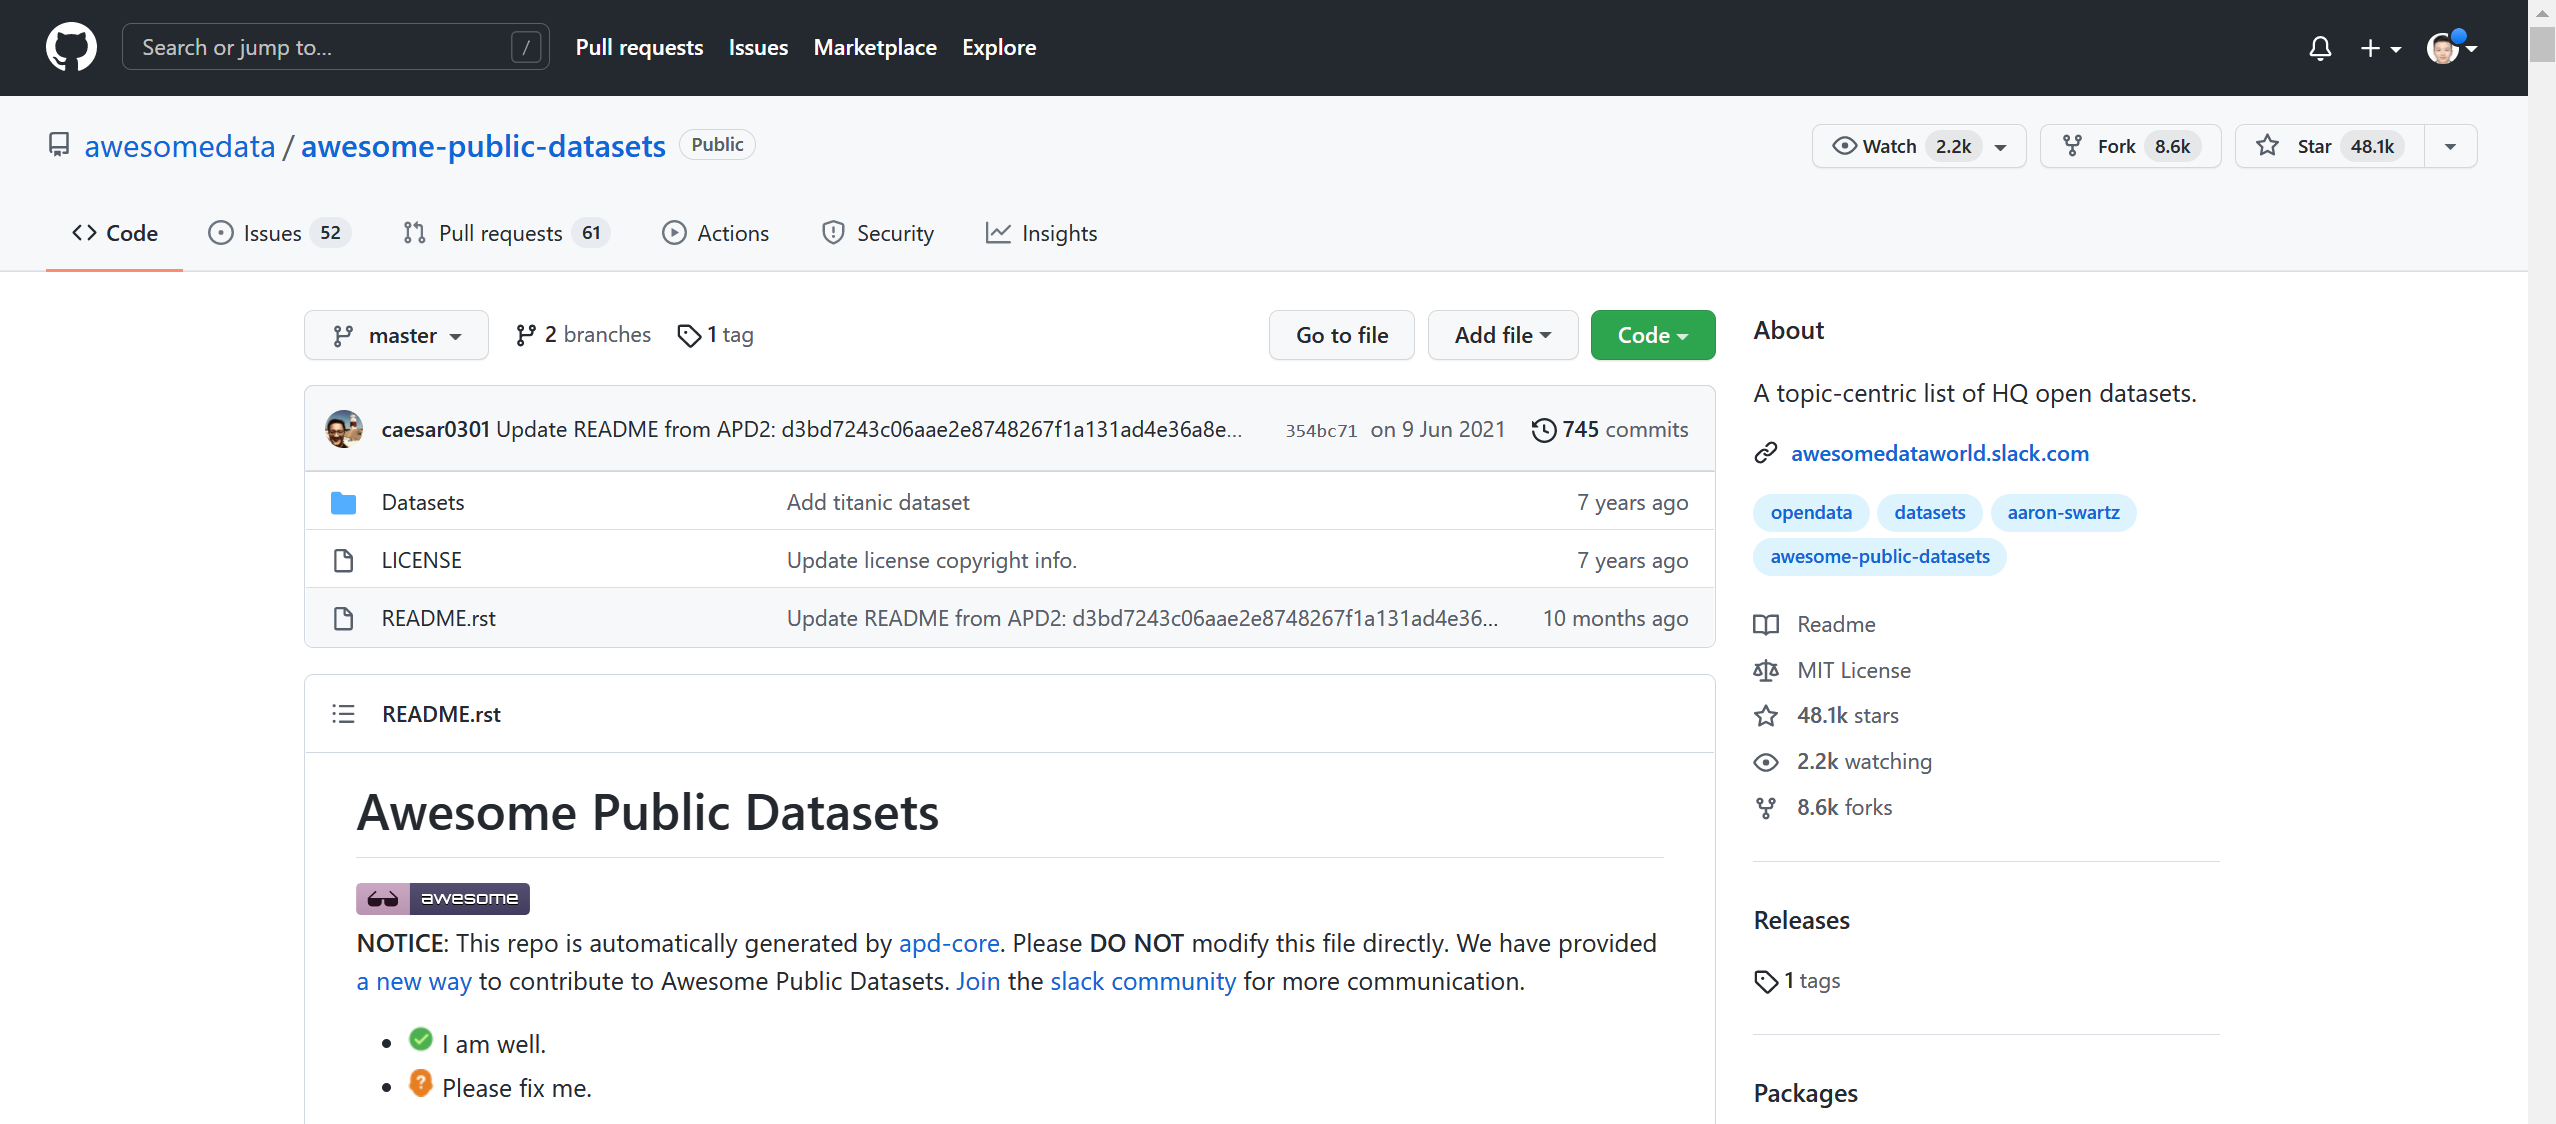 Search or jump to... /
Pull requests Issues Marketplace Explore
awesomedata / awesome-public-datasets Public
Watch 2.2k Fork 8.6k Star 48.1k
Code Issues 52 Pull requests 61 Actions Security Insights
master 2 branches 1 tag Go to file Add file Code
caesar0301 Update README from APD2: d3bd7243c06aae2e8748267f1a131ad4e36a8e... 354bc71 on 9 Jun 2021 745 commits
Datasets Add titanic dataset 7 years ago
LICENSE Update license copyright info. 7 years ago
README.rst Update README from APD2: d3bd7243c06aae2e8748267f1a131ad4e36... 10 months ago
README.rst
Awesome Public Datasets
awesome
NOTICE: This repo is automatically generated by apd-core. Please DO NOT modify this file directly. We have provided
a new way to contribute to Awesome Public Datasets. Join the slack community for more communication.
I am well.
? Please fix me.
About
A topic-centric list of HQ open datasets.
awesomedataworld.slack.com
opendata datasets aaron-swartz
awesome-public-datasets
Readme
MIT License
48.1k stars
2.2k watching
8.6k forks
Releases
1 tags
Packages